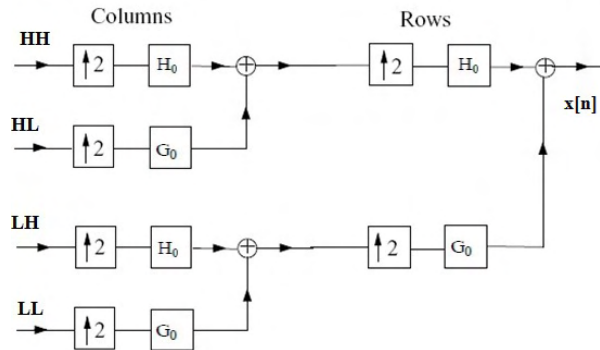 Columns Rows
HH ↑2 H₀ ↑2 H₀
x[n]
HL ↑2 G₀
LH ↑2 H₀ ↑2 G₀
LL ↑2 G₀